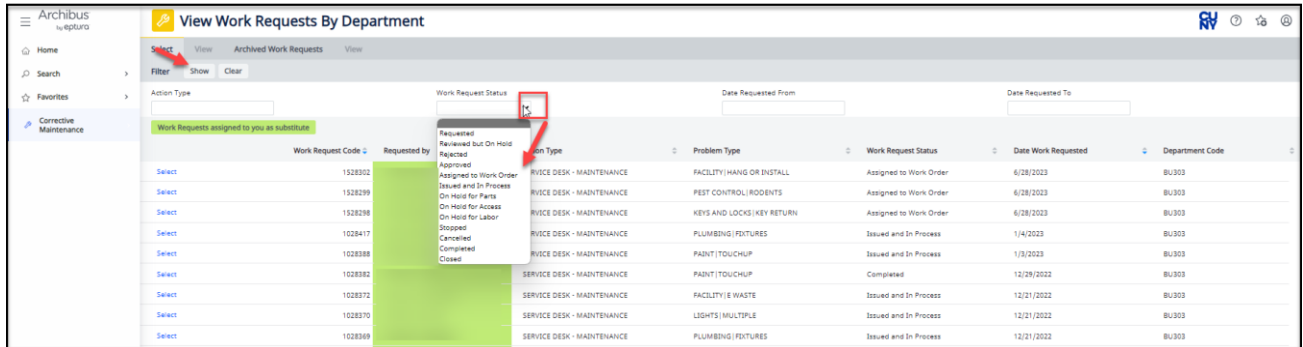 Archibus
by eptura
View Work Requests By Department
CUNY
Home
Search
Favorites
Corrective
Maintenance
Select View Archived Work Requests View
Filter Show Clear
Action Type Work Request Status Date Requested From Date Requested To
Work Requests assigned to you as substitute
Requested
Reviewed but On Hold
Rejected
Approved
Assigned to Work Order
Issued and In Process
On Hold for Parts
On Hold for Access
On Hold for Labor
Stopped
Cancelled
Completed
Closed
Work Request Code Requested by ion Type Problem Type Work Request Status Date Work Requested Department Code
Select 1528302 RVICE DESK - MAINTENANCE FACILITY|HANG OR INSTALL Assigned to Work Order 6/28/2023 BU303
Select 1528299 RVICE DESK - MAINTENANCE PEST CONTROL|RODENTS Assigned to Work Order 6/28/2023 BU303
Select 1528298 RVICE DESK - MAINTENANCE KEYS AND LOCKS|KEY RETURN Assigned to Work Order 6/28/2023 BU303
Select 1028417 RVICE DESK - MAINTENANCE PLUMBING|FIXTURES Issued and In Process 1/4/2023 BU303
Select 1028388 RVICE DESK - MAINTENANCE PAINT|TOUCHUP Issued and In Process 1/3/2023 BU303
Select 1028382 SERVICE DESK - MAINTENANCE PAINT|TOUCHUP Completed 12/29/2022 BU303
Select 1028372 SERVICE DESK - MAINTENANCE FACILITY|E WASTE Issued and In Process 12/21/2022 BU303
Select 1028370 SERVICE DESK - MAINTENANCE LIGHTS|MULTIPLE Issued and In Process 12/21/2022 BU303
Select 1028369 SERVICE DESK - MAINTENANCE PLUMBING|FIXTURES Issued and In Process 12/21/2022 BU303